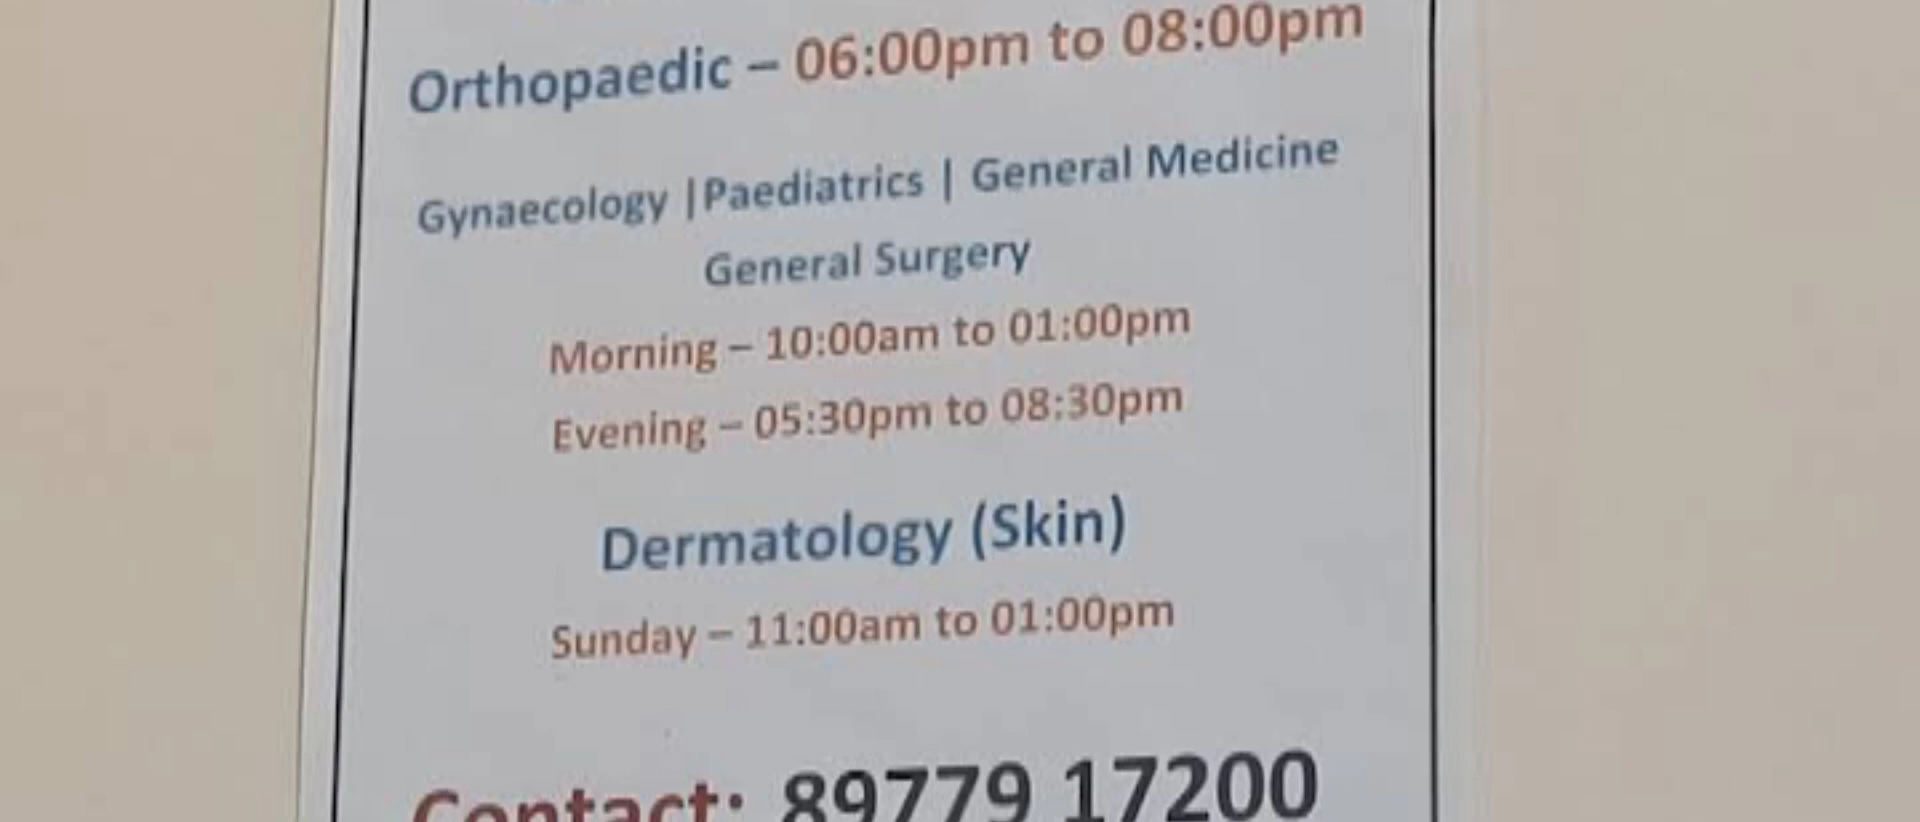 Orthopaedic – 06:00pm to 08:00pm
Gynaecology |Paediatrics | General Medicine
General Surgery
Morning – 10:00am to 01:00pm
Evening – 05:30pm to 08:30pm
Dermatology (Skin)
Sunday – 11:00am to 01:00pm
Contact: 89779 17200